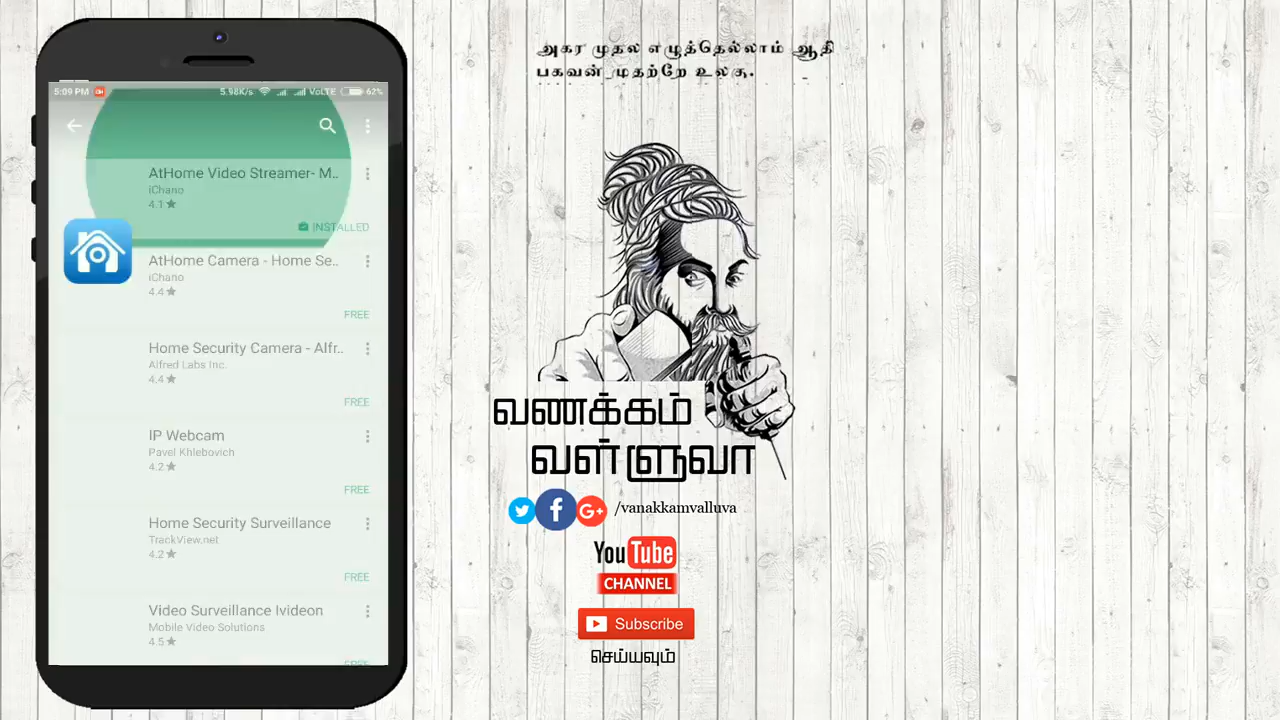 5:09 PM
5.98K/s VoLTE 62%
AtHome Video Streamer- M..
iChano
4.1★
INSTALLED
AtHome Camera - Home Se..
iChano
4.4★
FREE
Home Security Camera - Alfr..
Alfred Labs Inc.
4.4★
FREE
IP Webcam
Pavel Khlebovich
4.2★
FREE
Home Security Surveillance
TrackView.net
4.2★
FREE
Video Surveillance Ivideon
Mobile Video Solutions
4.5★
FREE
அகர முதல எழுத்தெல்லாம் ஆதி
பகவன் முதற்றே உலகு.
வணக்கம்
வள்ளுவா
/vanakkamvalluva
YouTube
CHANNEL
Subscribe
செய்யவும்